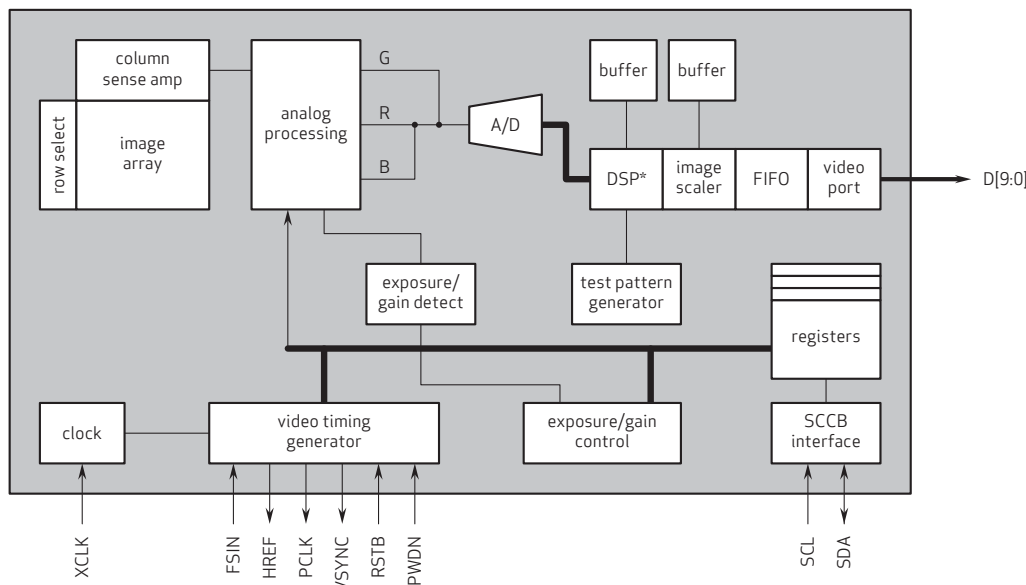 column
sense amp
row select
image
array
analog
processing
G
R
B
A/D
buffer
buffer
DSP*
image
scaler
FIFO
video
port
D[9:0]
exposure/
gain detect
test pattern
generator
registers
clock
video timing
generator
exposure/gain
control
SCCB
interface
XCLK
FSIN
HREF
PCLK
VSYNC
RSTB
PWDN
SCL
SDA